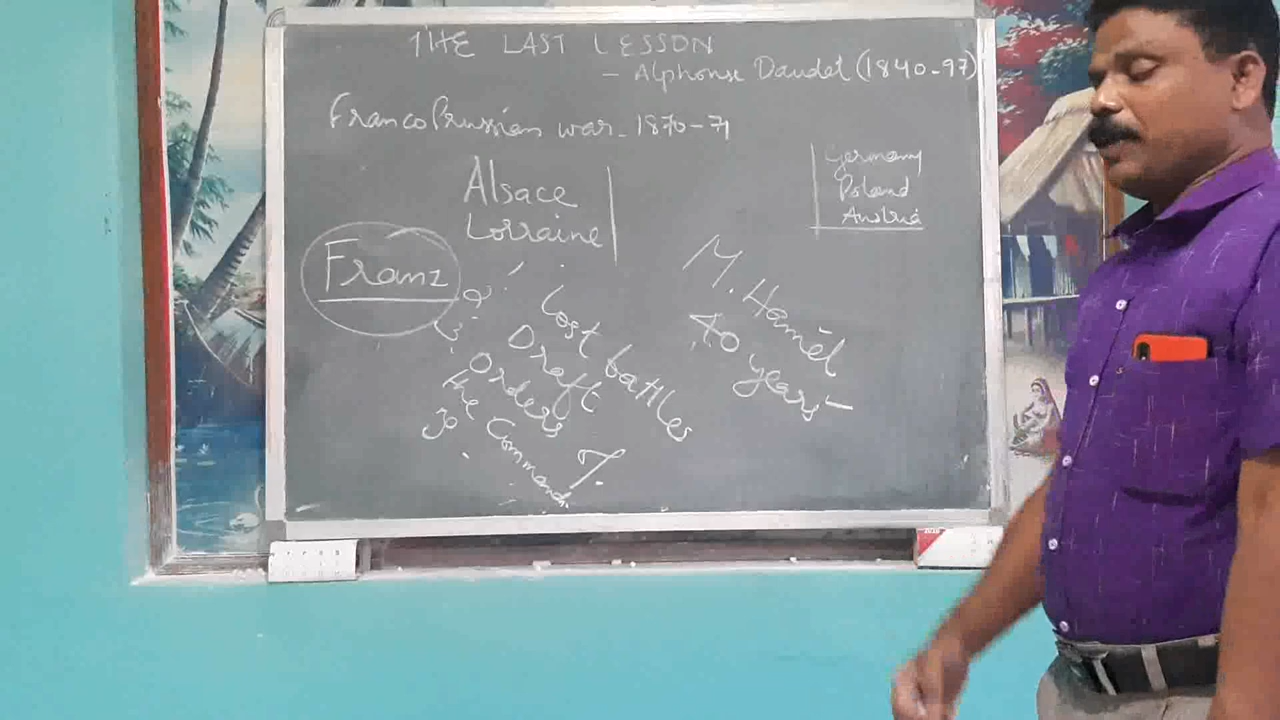 THE LAST LESSON
- Alphonse Daudet (1840-97)
Franco Prussian war - 1870-71
Germany
Poland
Austria
Alsace
Lorraine
Franz
M. Hamel
40 years
Lost battles
Draft
Orders
the Commander